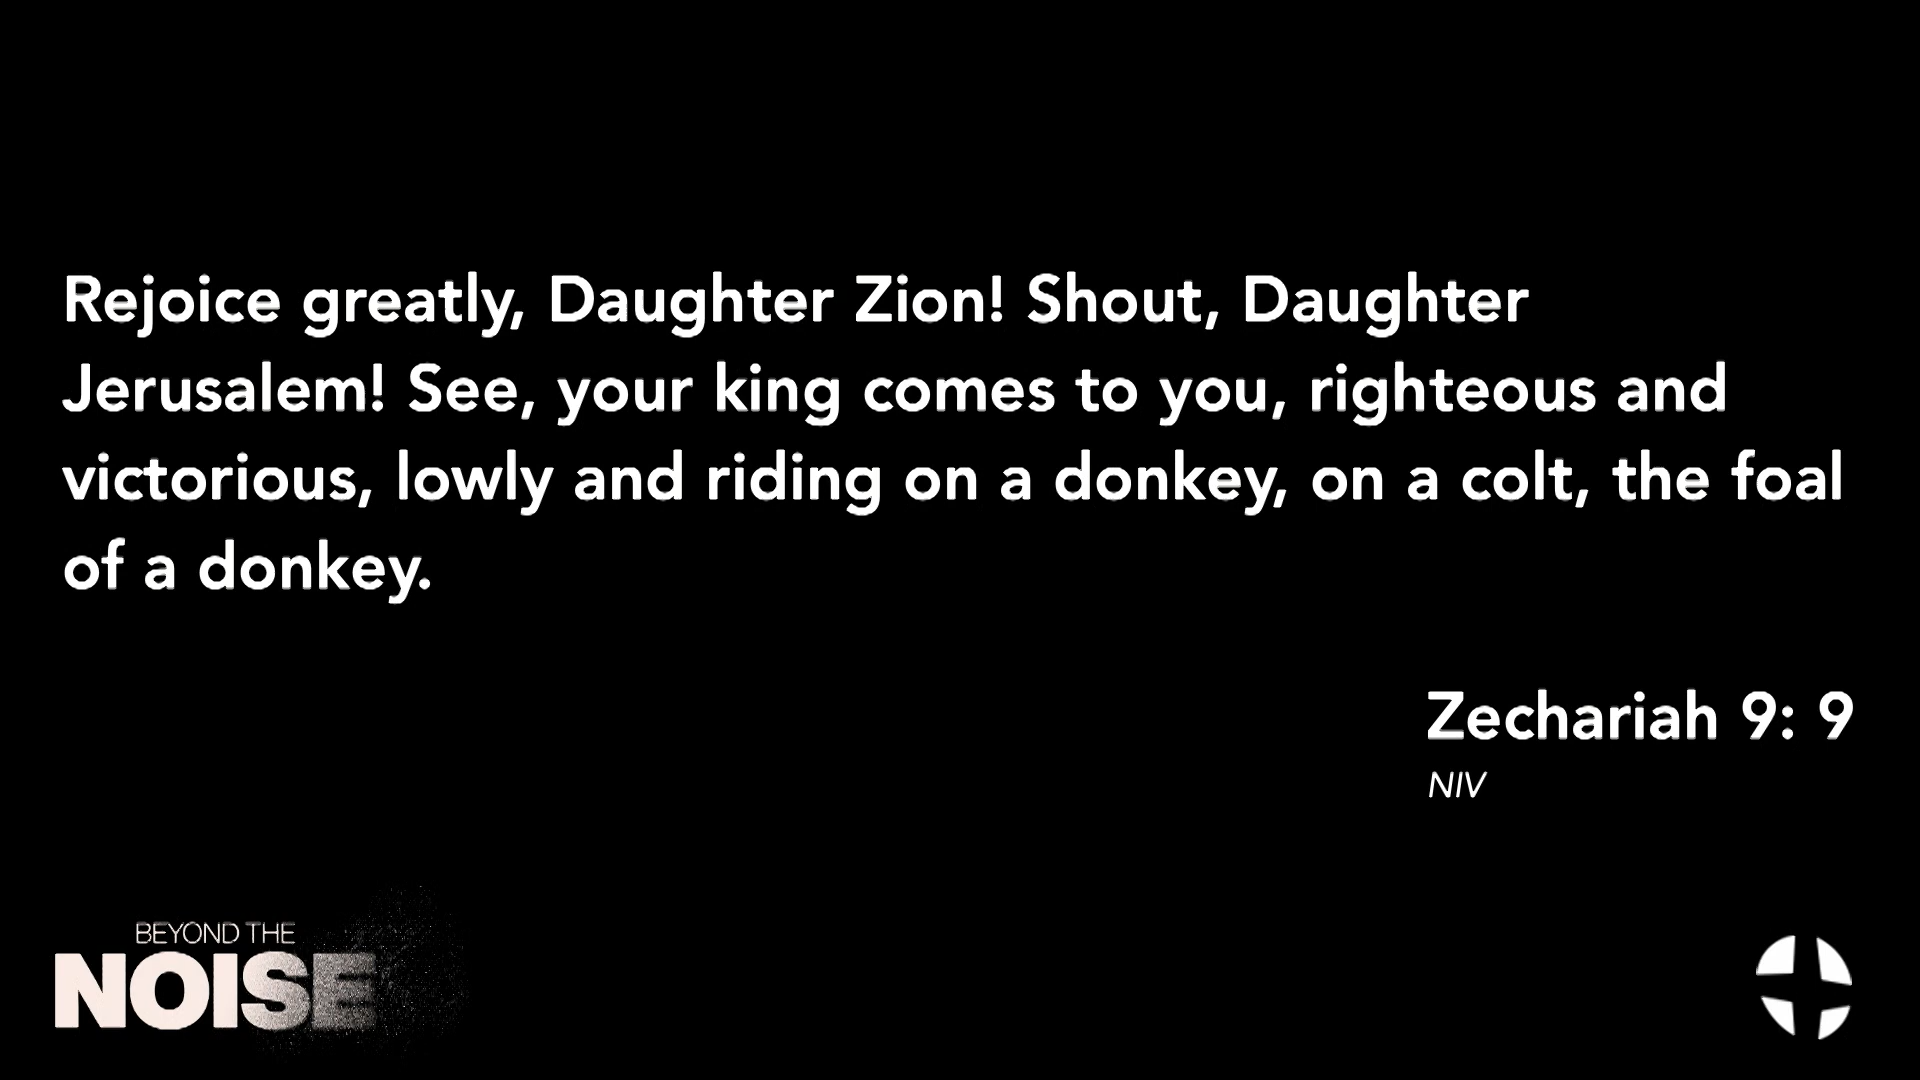 Rejoice greatly, Daughter Zion! Shout, Daughter
Jerusalem! See, your king comes to you, righteous and
victorious, lowly and riding on a donkey, on a colt, the foal
of a donkey.
Zechariah 9: 9
NIV
BEYOND THE
NOISE